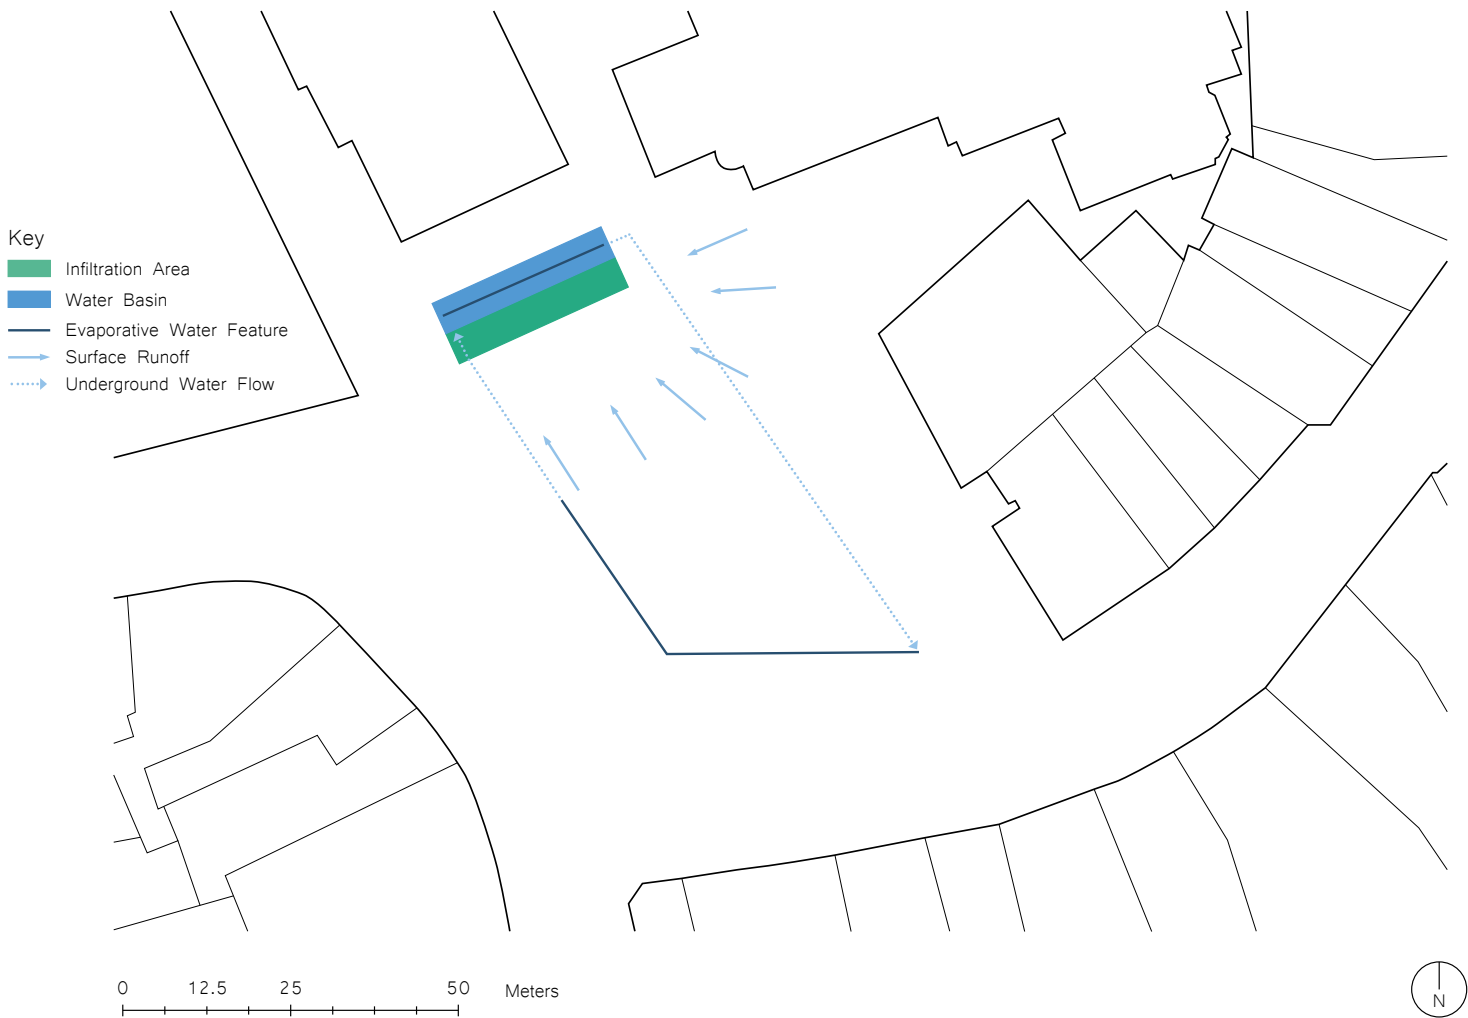 Key
Infiltration Area
Water Basin
Evaporative Water Feature
Surface Runoff
Underground Water Flow
0 12.5 25 50 Meters
N